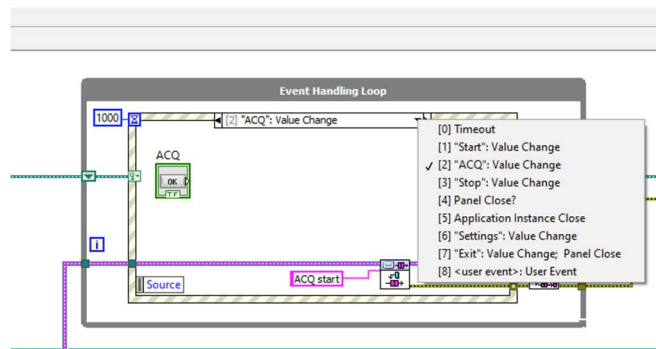 Event Handling Loop
1000
[2] "ACQ": Value Change
[0] Timeout
[1] "Start": Value Change
✓ [2] "ACQ": Value Change
[3] "Stop": Value Change
[4] Panel Close?
[5] Application Instance Close
[6] "Settings": Value Change
[7] "Exit": Value Change; Panel Close
[8] <user event>: User Event
ACQ
OK
TF
i
Source
ACQ start